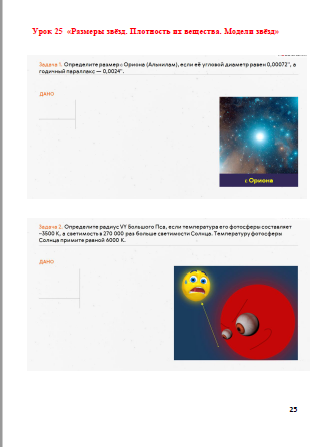 Урок 25 «Размеры звёзд. Плотность их вещества. Модели звёзд»
Задача 1. Определите размер ε Ориона (Альнилам), если её угловой диаметр равен 0,00072", а
годичный параллакс — 0,0024".
ДАНО
ε Ориона
Задача 2. Определите радиус VY Большого Пса, если температура его фотосферы составляет
~3500 К, а светимость в 270 000 раз больше светимости Солнца. Температуру фотосферы
Солнца примите равной 6000 К.
ДАНО
25